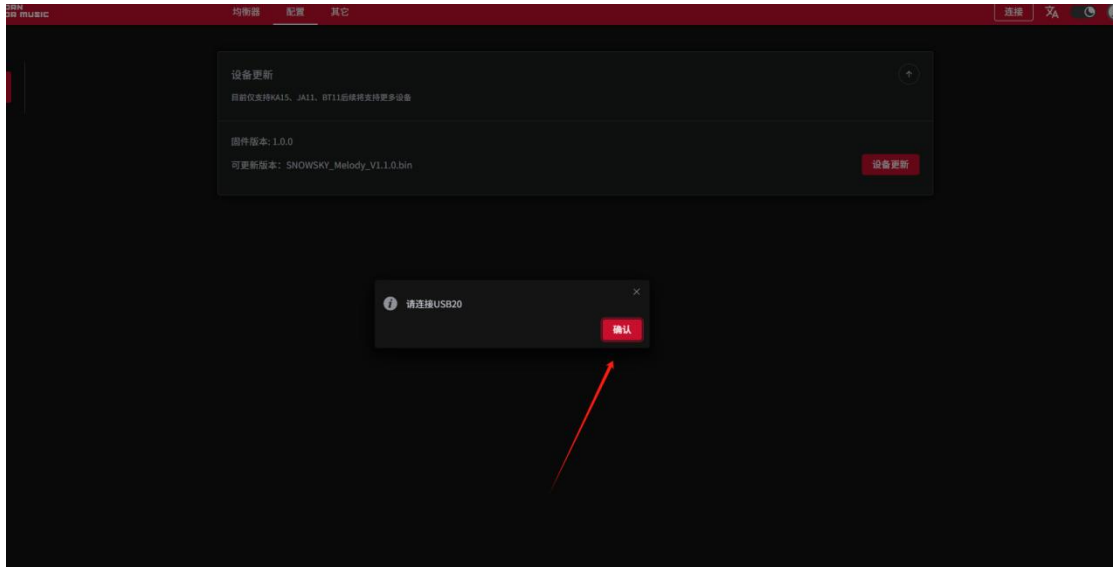 均衡器 配置 其它 连接
设备更新
目前仅支持KA15、JA11、BT11后续将支持更多设备
固件版本: 1.0.0
可更新版本: SNOWSKY_Melody_V1.1.0.bin
设备更新
请连接USB20
确认